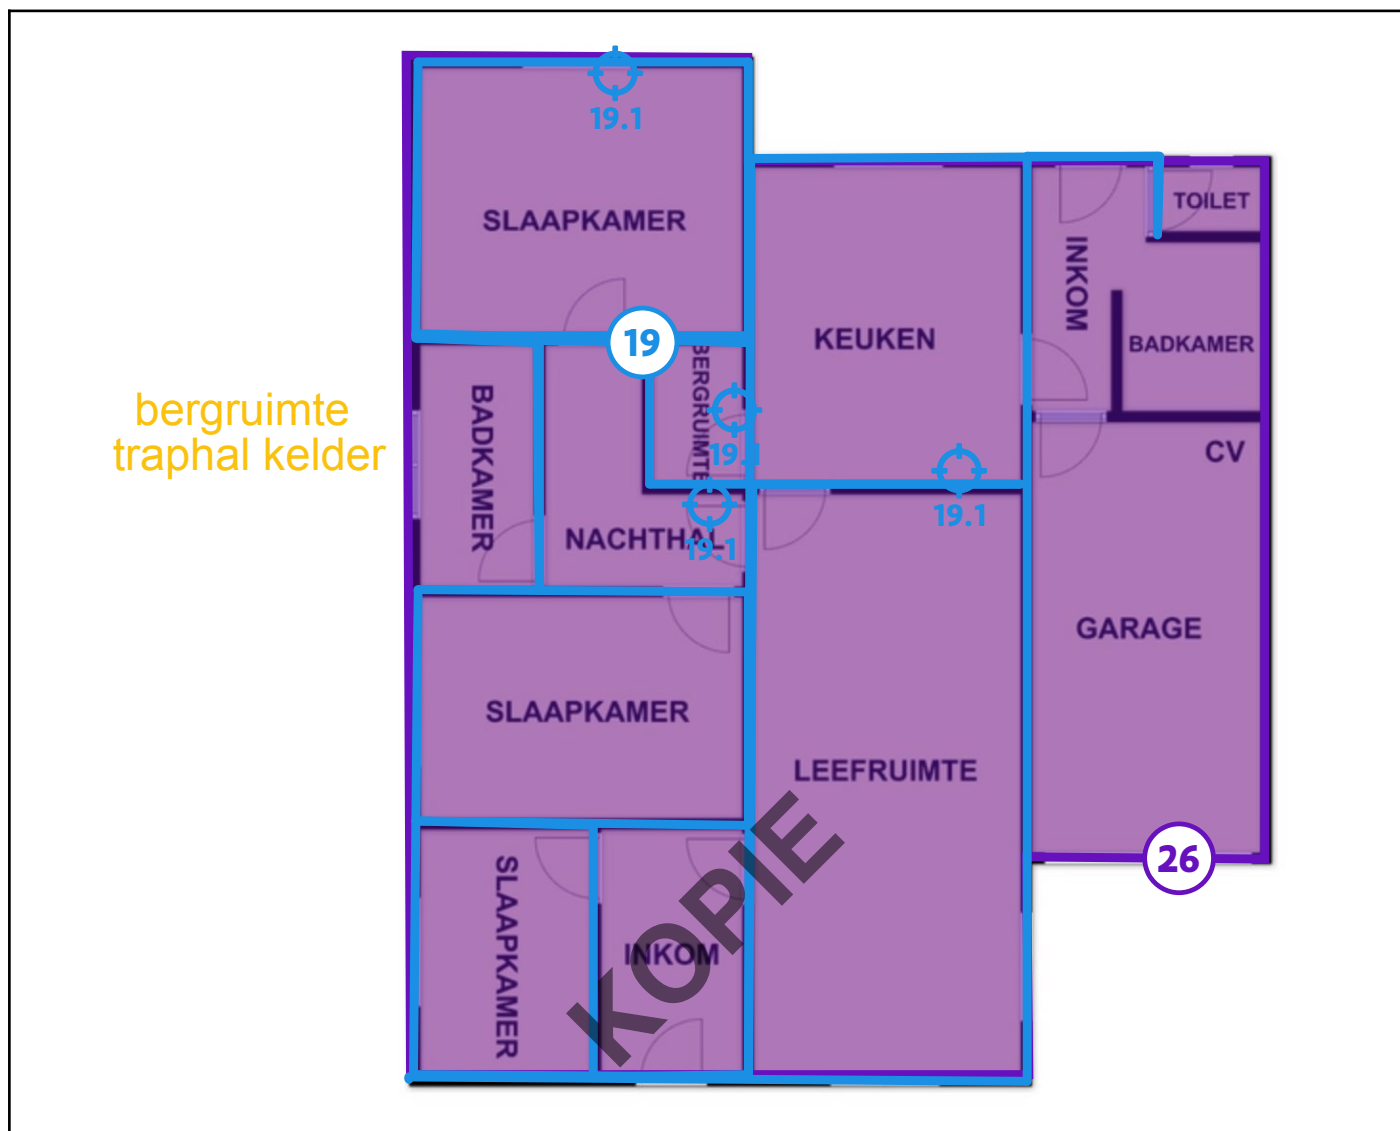 19.1
SLAAPKAMER
TOILET
INKOM
KEUKEN
BADKAMER
19
BERGRUIMTE
19.1
bergruimte
traphal kelder
BADKAMER
CV
19.1
NACHTHAL
19.1
GARAGE
SLAAPKAMER
LEEFRUIMTE
26
SLAAPKAMER
INKOM
KOPIE